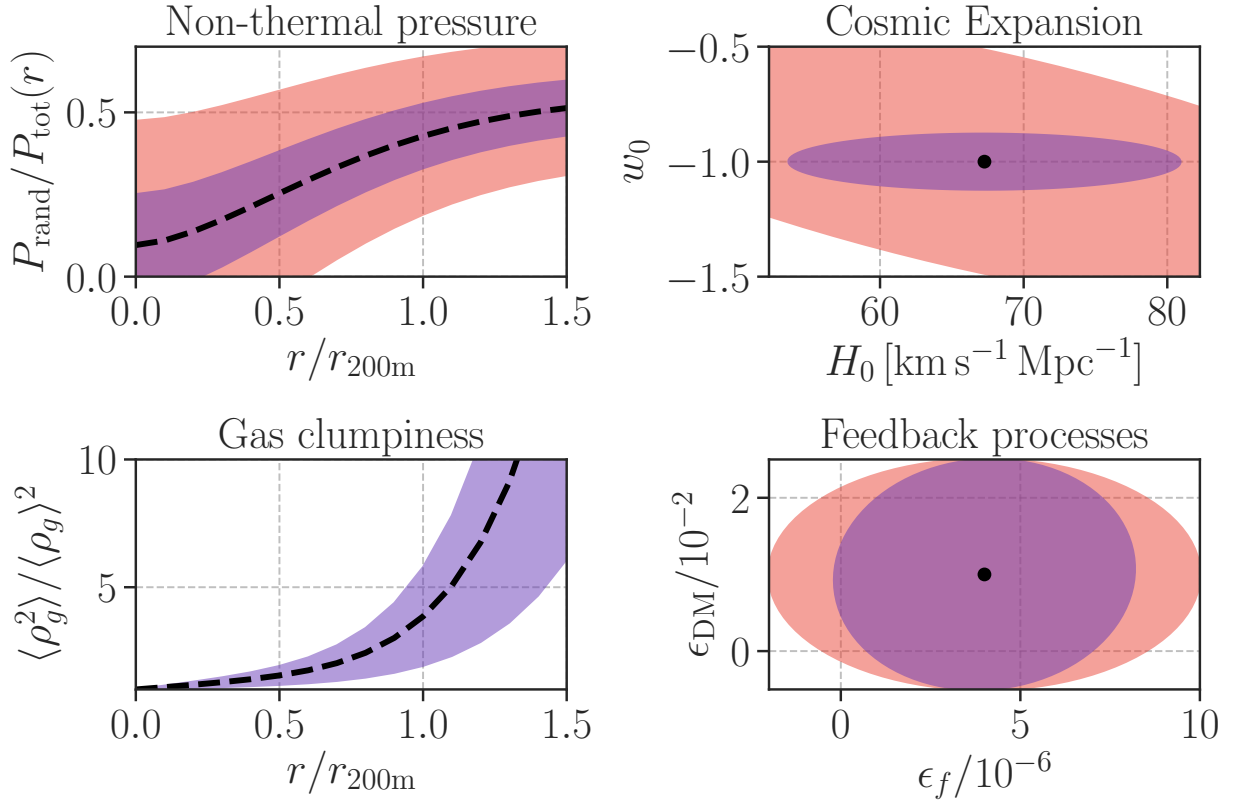 Non-thermal pressure
P_rand/P_tot(r)
0.5
0.0
0.0 0.5 1.0 1.5
r/r_200m
Cosmic Expansion
w_0
−0.5
−1.0
−1.5
60 70 80
H_0 [km s⁻¹ Mpc⁻¹]
Gas clumpiness
⟨ρ_g²⟩/⟨ρ_g⟩²
10
5
0.0 0.5 1.0 1.5
r/r_200m
Feedback processes
ϵ_DM/10⁻²
2
0
0 5 10
ϵ_f/10⁻⁶